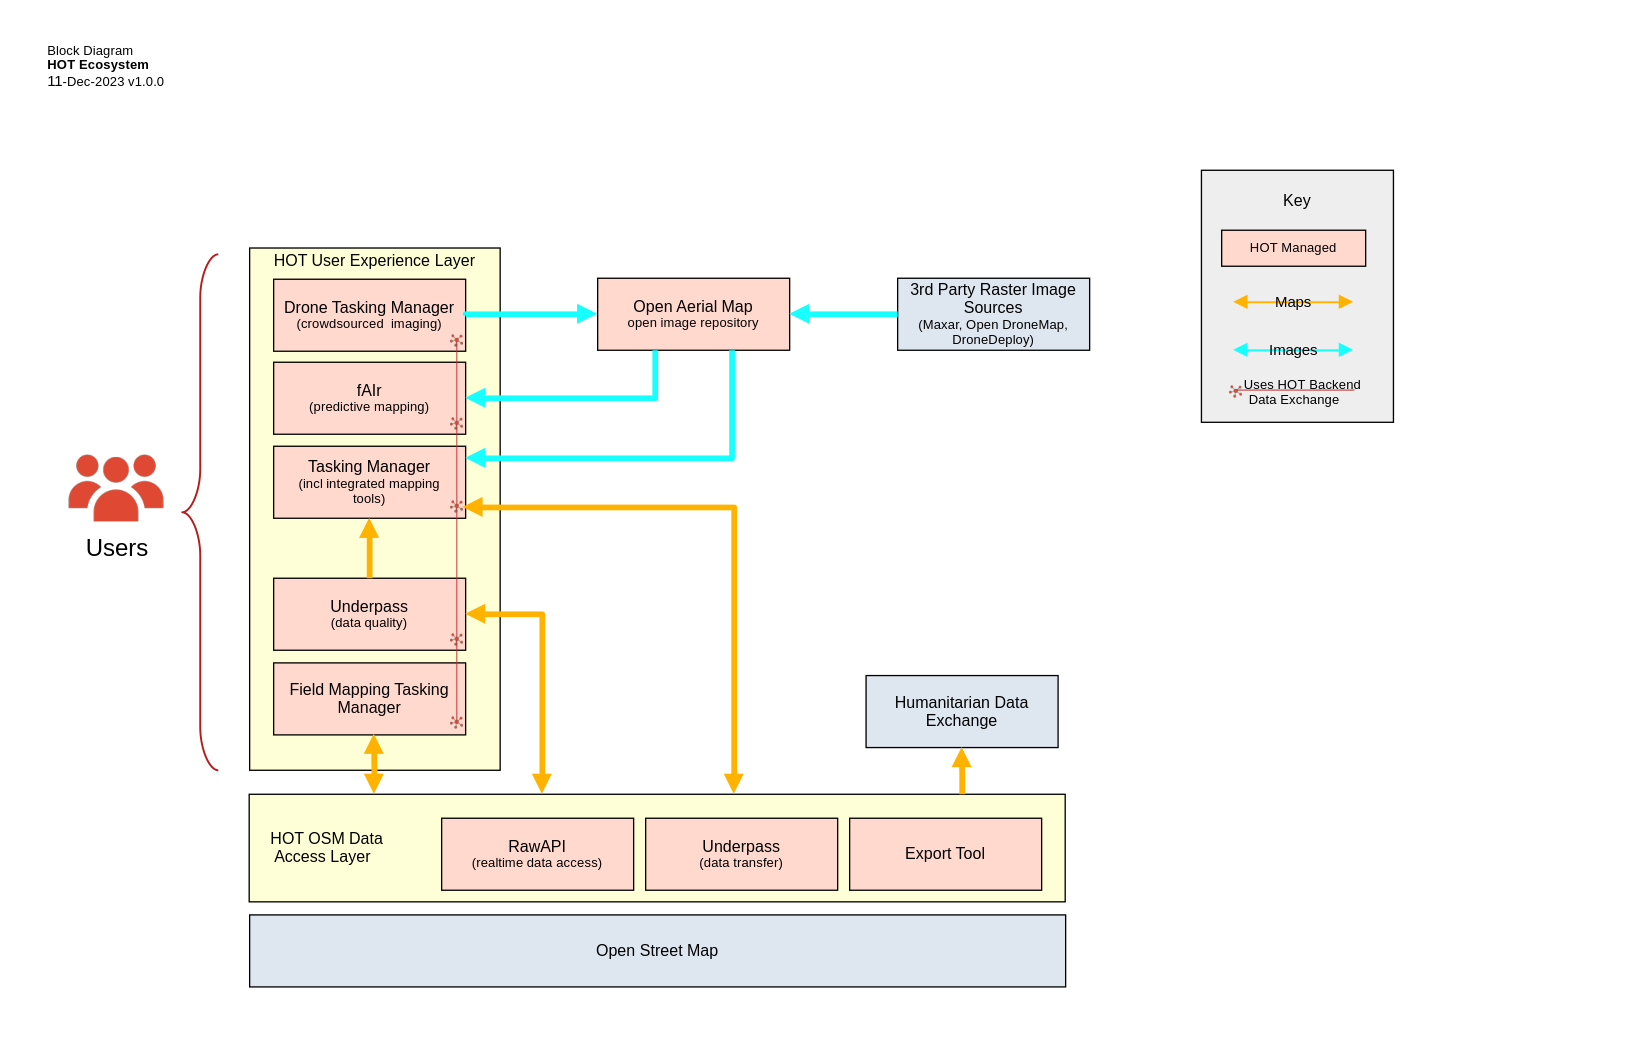 Block Diagram
HOT Ecosystem
11-Dec-2023 v1.0.0
Key
HOT Managed
Maps
Images
Uses HOT Backend
Data Exchange
HOT User Experience Layer
Drone Tasking Manager
(crowdsourced  imaging)
Open Aerial Map
open image repository
3rd Party Raster Image
Sources
(Maxar, Open DroneMap,
DroneDeploy)
fAIr
(predictive mapping)
Tasking Manager
(incl integrated mapping
tools)
Users
Underpass
(data quality)
Field Mapping Tasking
Manager
Humanitarian Data
Exchange
HOT OSM Data
Access Layer
RawAPI
(realtime data access)
Underpass
(data transfer)
Export Tool
Open Street Map